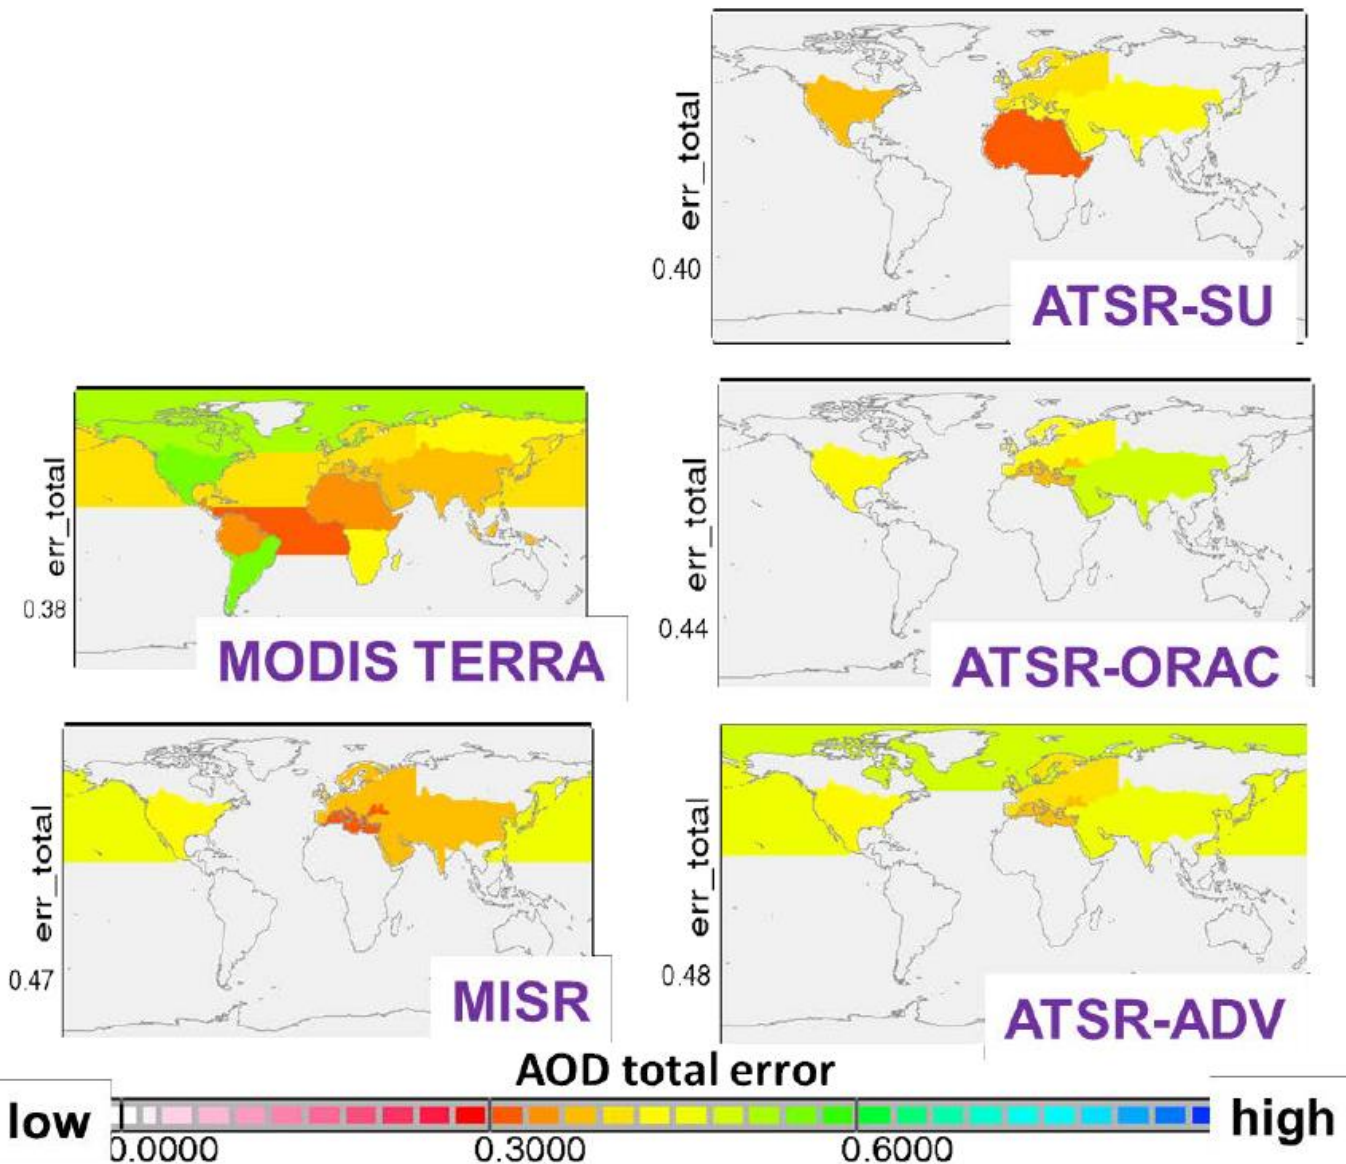 err_total
0.40
ATSR-SU
err_total
0.38
MODIS TERRA
err_total
0.44
ATSR-ORAC
err_total
0.47
MISR
err_total
0.48
ATSR-ADV
AOD total error
low
high
0.0000 0.3000 0.6000